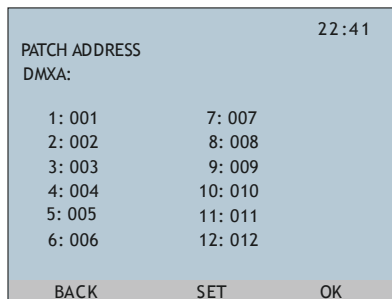 22:41
PATCH ADDRESS
DMXA:
1: 001 7: 007
2: 002 8: 008
3: 003 9: 009
4: 004 10: 010
5: 005 11: 011
6: 006 12: 012
BACK SET OK